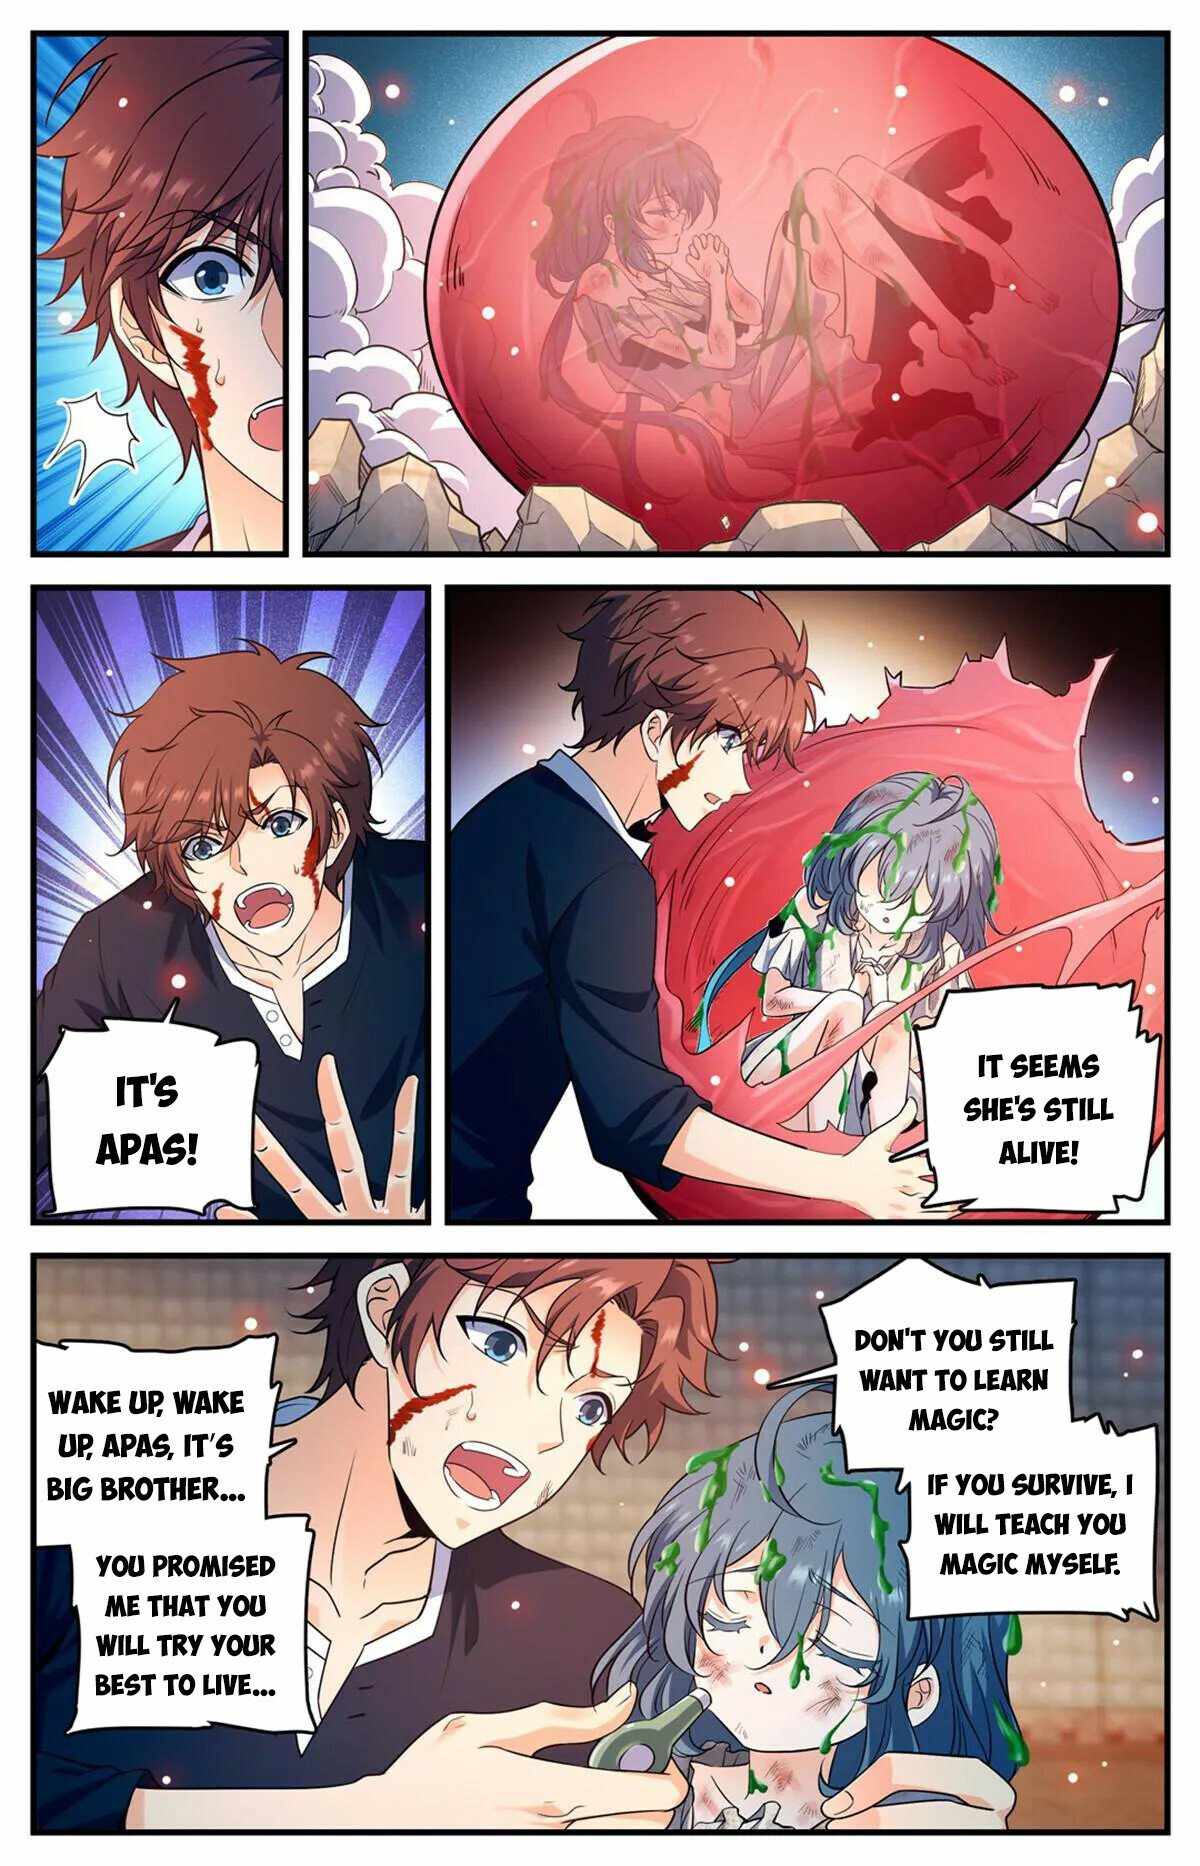 IT'S
APAS!
IT SEEMS
SHE'S STILL
ALIVE!
WAKE UP, WAKE
UP, APAS, IT'S
BIG BROTHER...
YOU PROMISED
ME THAT YOU
WILL TRY YOUR
BEST TO LIVE...
DON'T YOU STILL
WANT TO LEARN
MAGIC?
IF YOU SURVIVE, I
WILL TEACH YOU
MAGIC MYSELF.